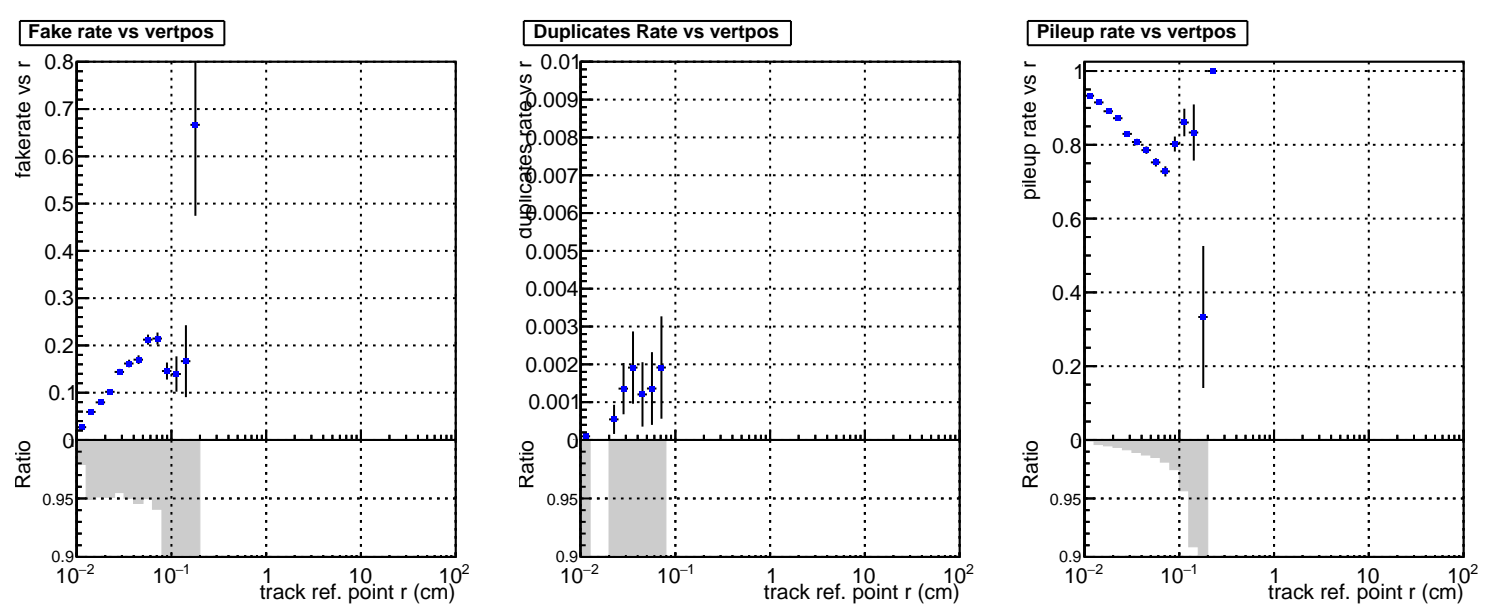 Fake rate vs vertpos
fakerate vs r
0.8
0.7
0.6
0.5
0.4
0.3
0.2
0.1
0
Ratio
0.95
0.9
10⁻² 10⁻¹ 1 10 10²
track ref. point r (cm)
Duplicates Rate vs vertpos
duplicates rate vs r
0.01
0.009
0.008
0.007
0.006
0.005
0.004
0.003
0.002
0.001
0
Ratio
0.95
0.9
10⁻² 10⁻¹ 1 10 10²
track ref. point r (cm)
Pileup rate vs vertpos
pileup rate vs r
1
0.8
0.6
0.4
0.2
0
Ratio
0.95
0.9
10⁻² 10⁻¹ 1 10 10²
track ref. point r (cm)